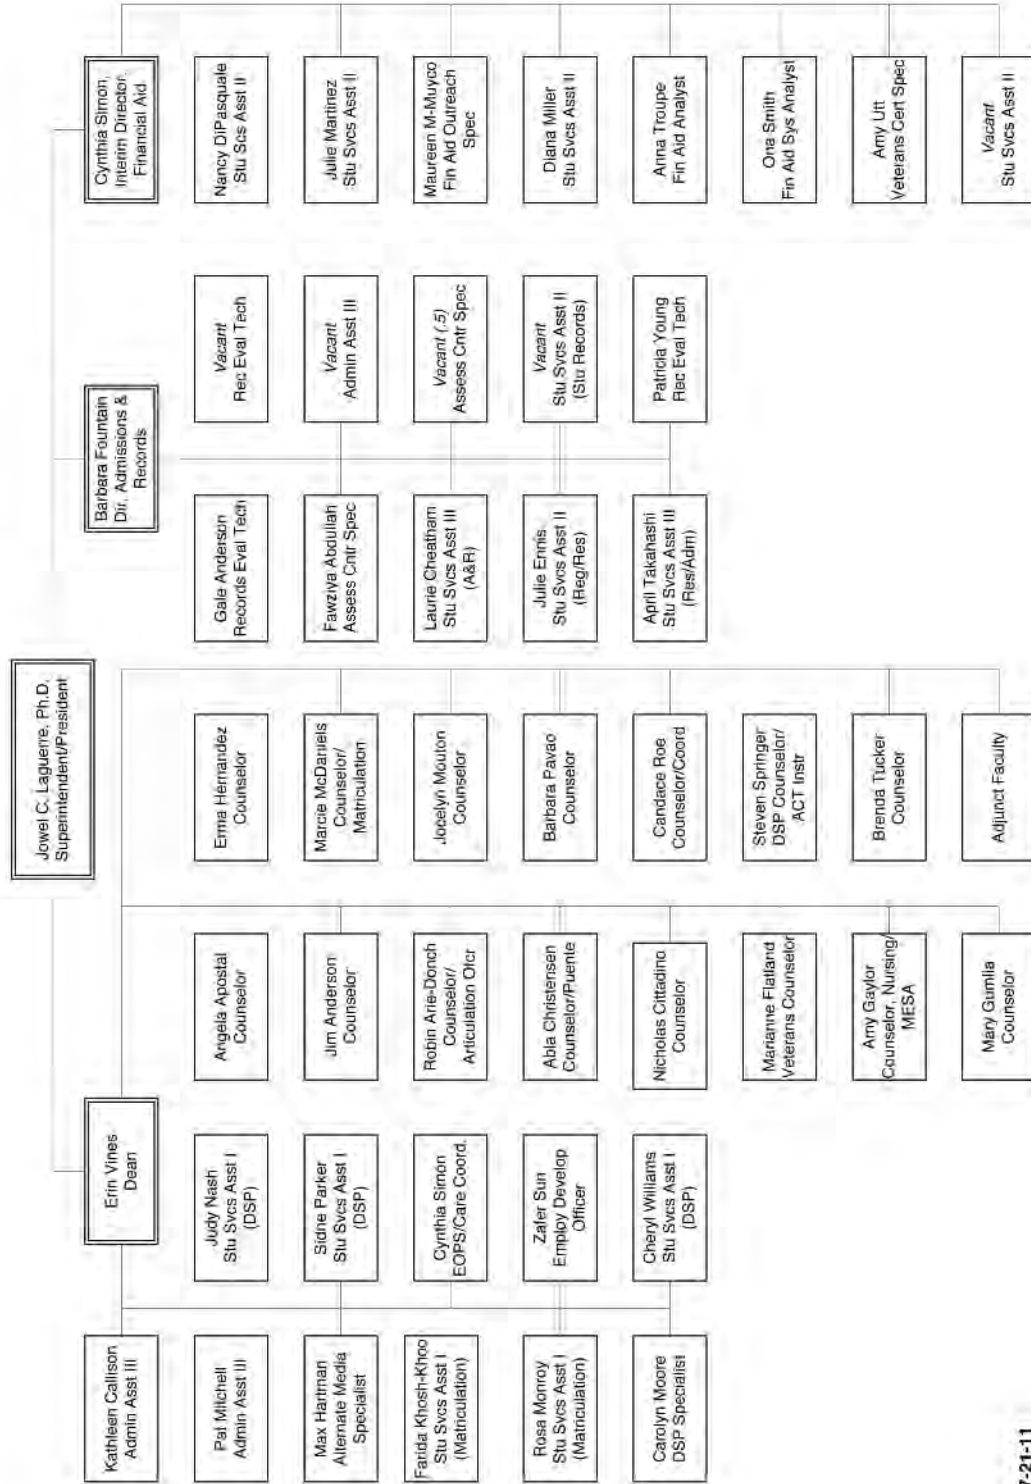 Jowel C. Laguerre, Ph.D.
Superintendent/President
Erin Vines
Dean
Barbara Fountain
Dir. Admissions &
Records
Cynthia Simon,
Interim Director
Financial Aid
Kathleen Callison
Admin Asst III
Pat Mitchell
Admin Asst III
Max Hartman
Alternate Media
Specialist
Farida Khosh-Khoo
Stu Svcs Asst I
(Matriculation)
Rosa Monroy
Stu Svcs Asst I
(Matriculation)
Carolyn Moore
DSP Specialist
Judy Nash
Stu Svcs Asst I
(DSP)
Sidne Parker
Stu Svcs Asst I
(DSP)
Cynthia Simon
EOPS/Care Coord.
Zafer Sun
Employ Develop
Officer
Cheryl Williams
Stu Svcs Asst I
(DSP)
Angela Apostal
Counselor
Jim Anderson
Counselor
Robin Arie-Donch
Counselor/
Articulation Ofcr
Abla Christensen
Counselor/Puente
Nicholas Cittadino
Counselor
Marianne Flatland
Veterans Counselor
Amy Gaylor
Counselor, Nursing/
MESA
Mary Gumlia
Counselor
Erma Hernandez
Counselor
Marcie McDaniels
Counselor/
Matriculation
Jocelyn Mouton
Counselor
Barbara Pavao
Counselor
Candace Roe
Counselor/Coord
Steven Springer
DSP Counselor/
ACT Instr
Brenda Tucker
Counselor
Adjunct Faculty
Gale Anderson
Records Eval Tech
Fawziya Abdullah
Assess Cntr Spec
Laurie Cheatham
Stu Svcs Asst III
(A&R)
Julie Ennis
Stu Svcs Asst II
(Reg/Res)
April Takahashi
Stu Svcs Asst III
(Res/Adm)
Vacant
Rec Eval Tech
Vacant
Admin Asst III
Vacant (.5)
Assess Cntr Spec
Vacant
Stu Svcs Asst II
(Stu Records)
Patricia Young
Rec Eval Tach
Nancy DiPasquale
Stu Scs Asst II
Julie Martinez
Stu Svcs Asst II
Maureen M-Muyco
Fin Aid Outreach
Spec
Diana Miller
Stu Svcs Asst II
Anna Troupe
Fin Aid Analyst
Ona Smith
Fin Aid Sys Analyst
Amy Utt
Veterans Cert Spec
Vacant
Stu Svcs Asst II
7-21-11